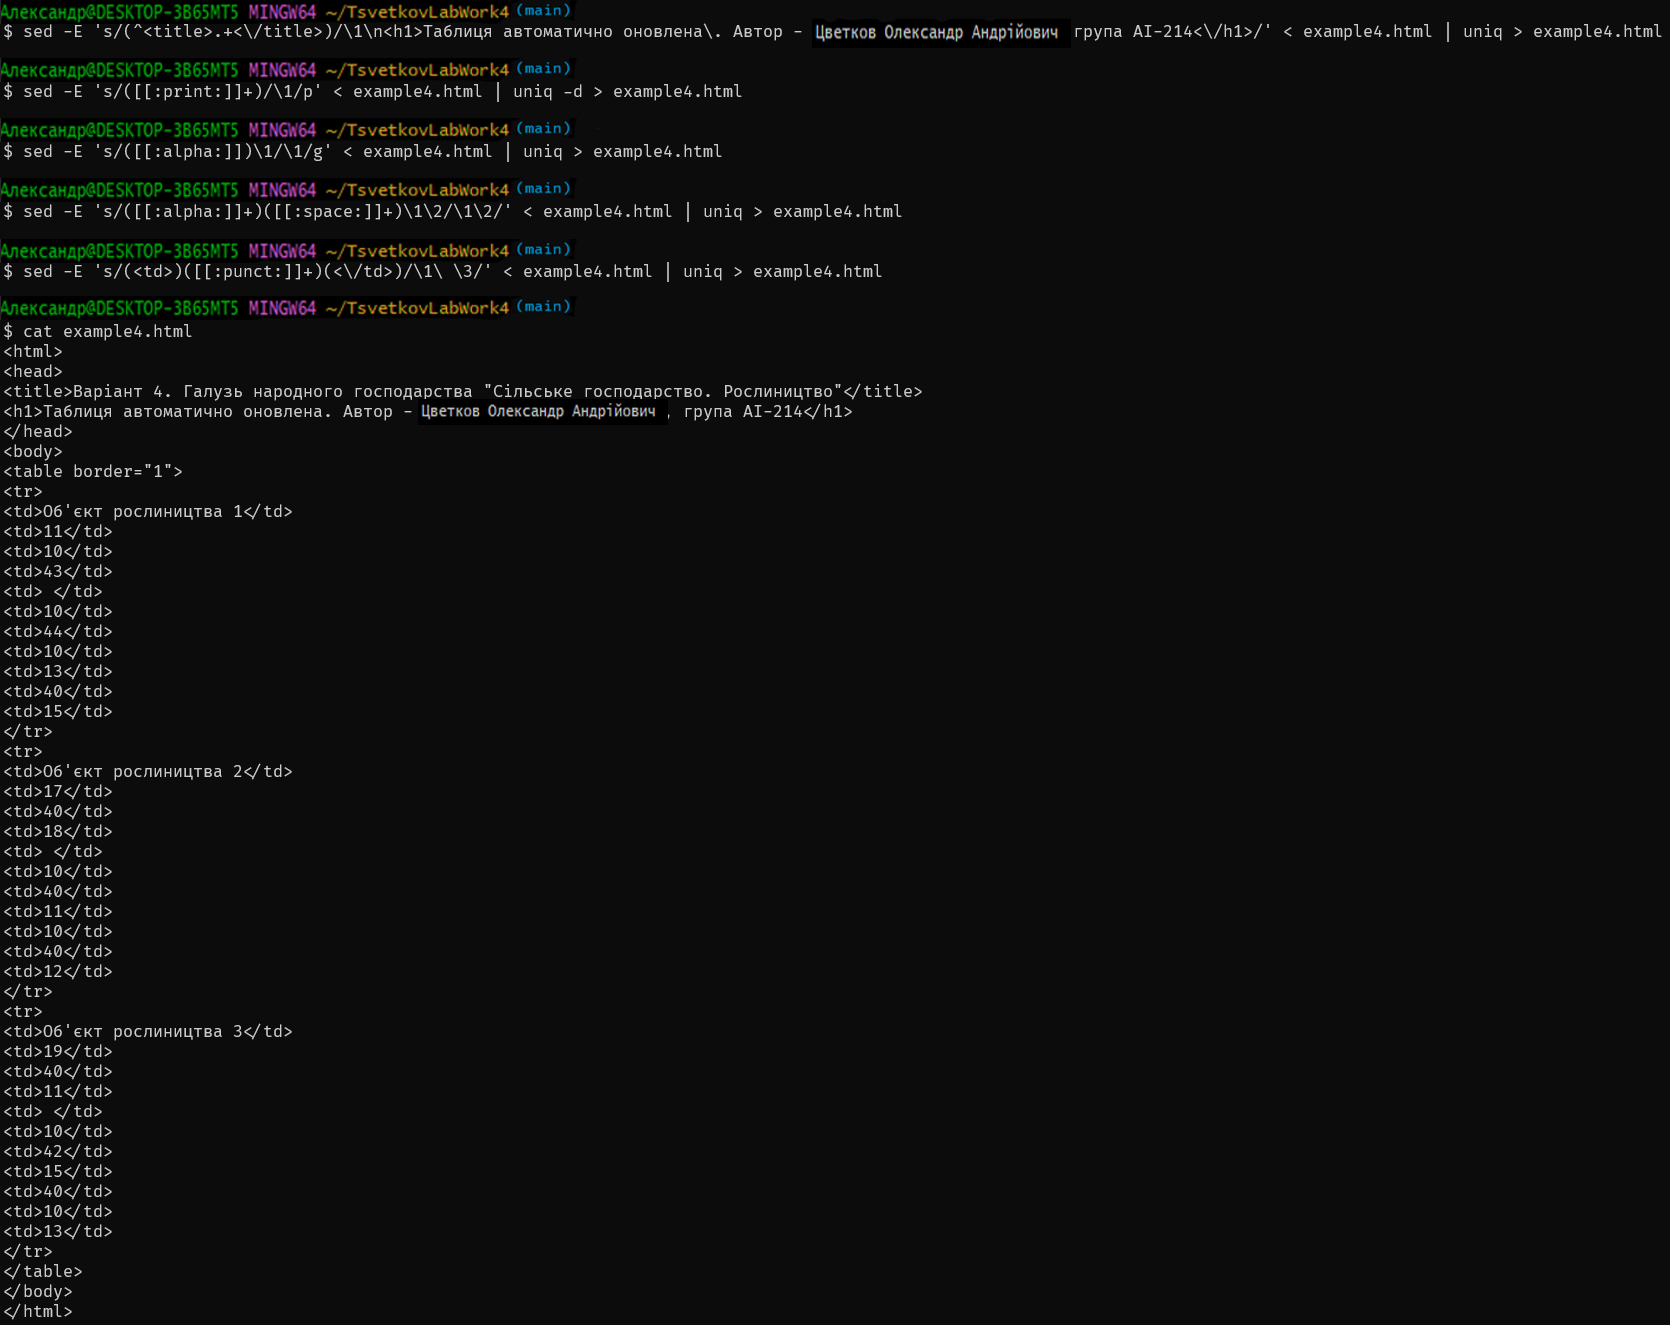 Александр@DESKTOP-3B65MT5 MINGW64 ~/TsvetkovLabWork4 (main)
$ sed -E 's/(^<title>.+<\/title>)/\1\n<h1>Таблиця автоматично оновлена\. Автор - Цветков Олександр Андрійович група АІ-214<\/h1>/' < example4.html | uniq > example4.html
Александр@DESKTOP-3B65MT5 MINGW64 ~/TsvetkovLabWork4 (main)
$ sed -E 's/([[:print:]]+)/\1/p' < example4.html | uniq -d > example4.html
Александр@DESKTOP-3B65MT5 MINGW64 ~/TsvetkovLabWork4 (main)
$ sed -E 's/([[:alpha:]])\1/\1/g' < example4.html | uniq > example4.html
Александр@DESKTOP-3B65MT5 MINGW64 ~/TsvetkovLabWork4 (main)
$ sed -E 's/([[:alpha:]]+)([[:space:]]+)\1\2/\1\2/' < example4.html | uniq > example4.html
Александр@DESKTOP-3B65MT5 MINGW64 ~/TsvetkovLabWork4 (main)
$ sed -E 's/(<td>)([[:punct:]]+)(<\/td>)/\1\ \3/' < example4.html | uniq > example4.html
Александр@DESKTOP-3B65MT5 MINGW64 ~/TsvetkovLabWork4 (main)
$ cat example4.html
<html>
<head>
<title>Варіант 4. Галузь народного господарства "Сільське господарство. Рослиництво"</title>
<h1>Таблиця автоматично оновлена. Автор - Цветков Олександр Андрійович , група АІ-214</h1>
</head>
<body>
<table border="1">
<tr>
<td>Об'єкт рослиництва 1</td>
<td>11</td>
<td>10</td>
<td>43</td>
<td> </td>
<td>10</td>
<td>44</td>
<td>10</td>
<td>13</td>
<td>40</td>
<td>15</td>
</tr>
<tr>
<td>Об'єкт рослиництва 2</td>
<td>17</td>
<td>40</td>
<td>18</td>
<td> </td>
<td>10</td>
<td>40</td>
<td>11</td>
<td>10</td>
<td>40</td>
<td>12</td>
</tr>
<tr>
<td>Об'єкт рослиництва 3</td>
<td>19</td>
<td>40</td>
<td>11</td>
<td> </td>
<td>10</td>
<td>42</td>
<td>15</td>
<td>40</td>
<td>10</td>
<td>13</td>
</tr>
</table>
</body>
</html>